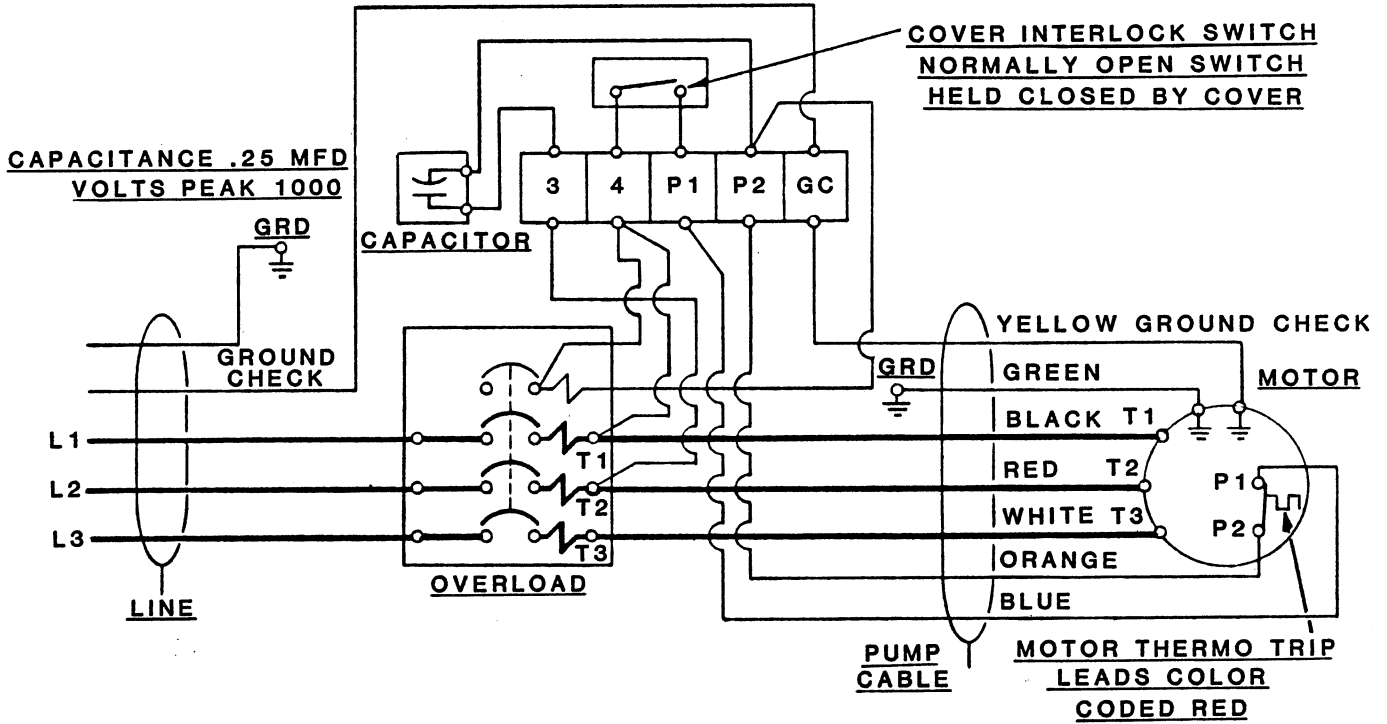 COVER INTERLOCK SWITCH
NORMALLY OPEN SWITCH
HELD CLOSED BY COVER
CAPACITANCE .25 MFD
VOLTS PEAK 1000
3 4 P1 P2 GC
CAPACITOR
GRD
GROUND
CHECK
YELLOW GROUND CHECK
GRD
GREEN
MOTOR
L1
T1
BLACK T1
L2
T2
RED T2
P1
L3
T3
WHITE T3
P2
ORANGE
OVERLOAD
LINE
BLUE
PUMP
CABLE
MOTOR THERMO TRIP
LEADS COLOR
CODED RED